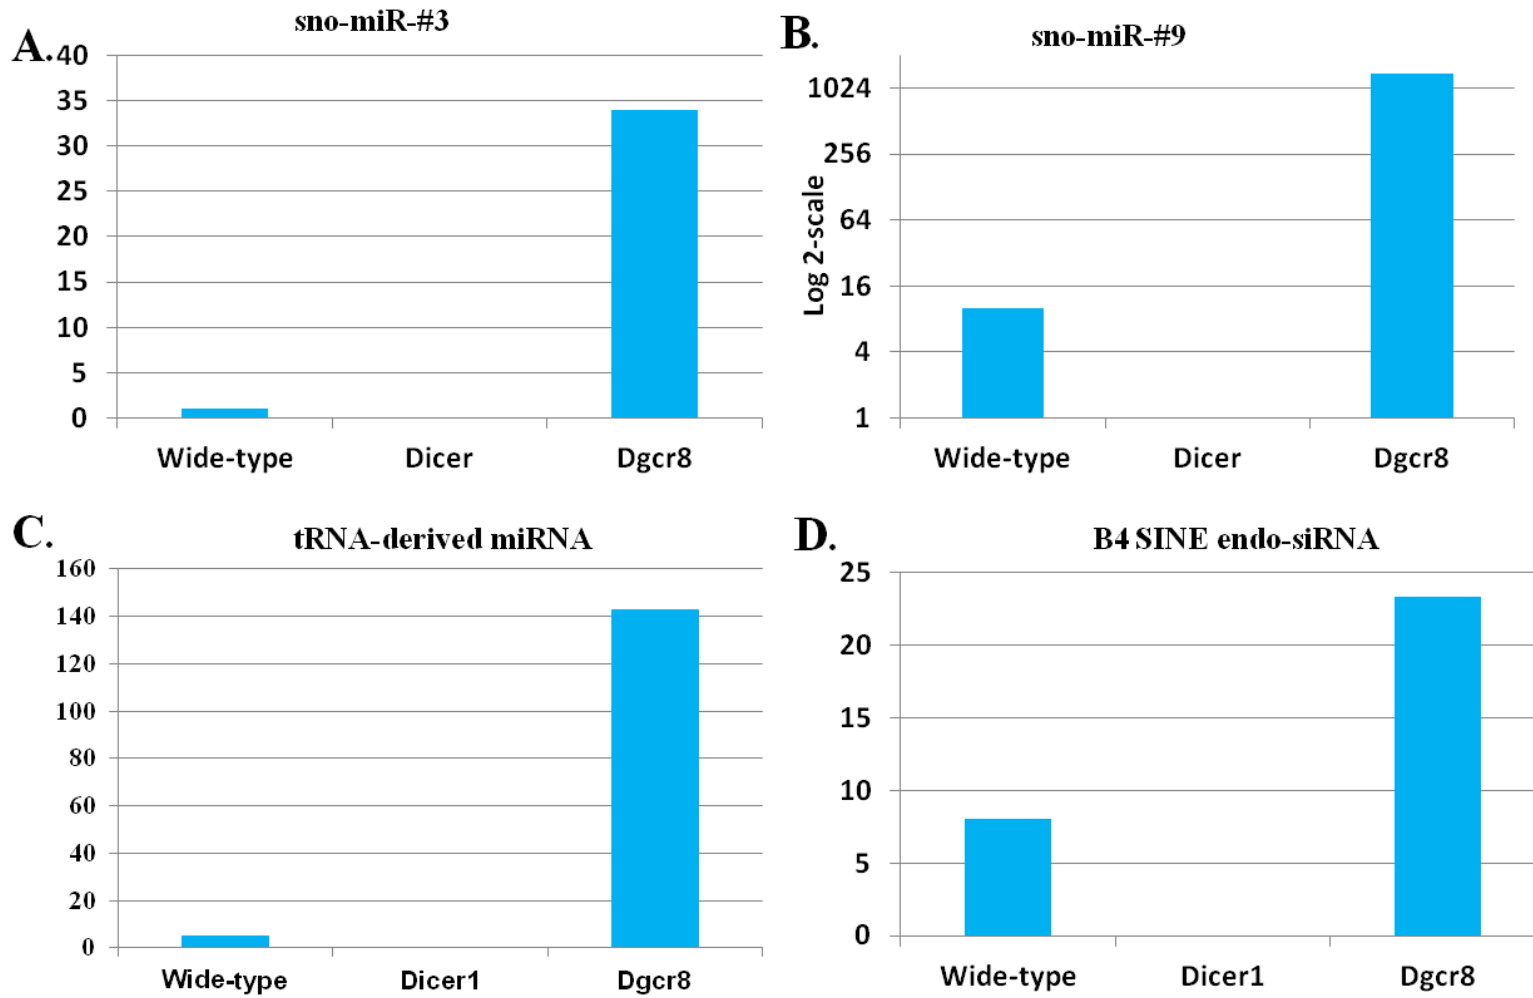 A.
sno-miR-#3
40
35
30
25
20
15
10
5
0
Wide-type Dicer Dgcr8
B.
sno-miR-#9
Log 2-scale
1024
256
64
16
4
1
Wide-type Dicer Dgcr8
C.
tRNA-derived miRNA
160
140
120
100
80
60
40
20
0
Wide-type Dicer1 Dgcr8
D.
B4 SINE endo-siRNA
25
20
15
10
5
0
Wide-type Dicer1 Dgcr8